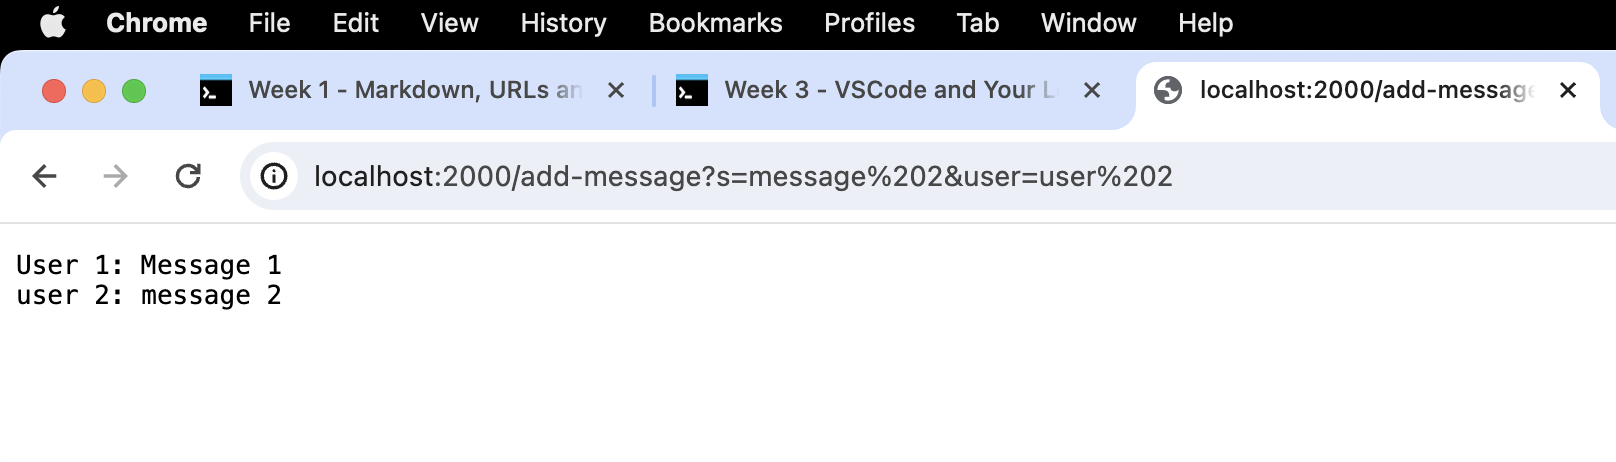 Chrome File Edit View History Bookmarks Profiles Tab Window Help
Week 1 - Markdown, URLs an Week 3 - VSCode and Your L localhost:2000/add-message
localhost:2000/add-message?s=message%202&user=user%202
User 1: Message 1
user 2: message 2